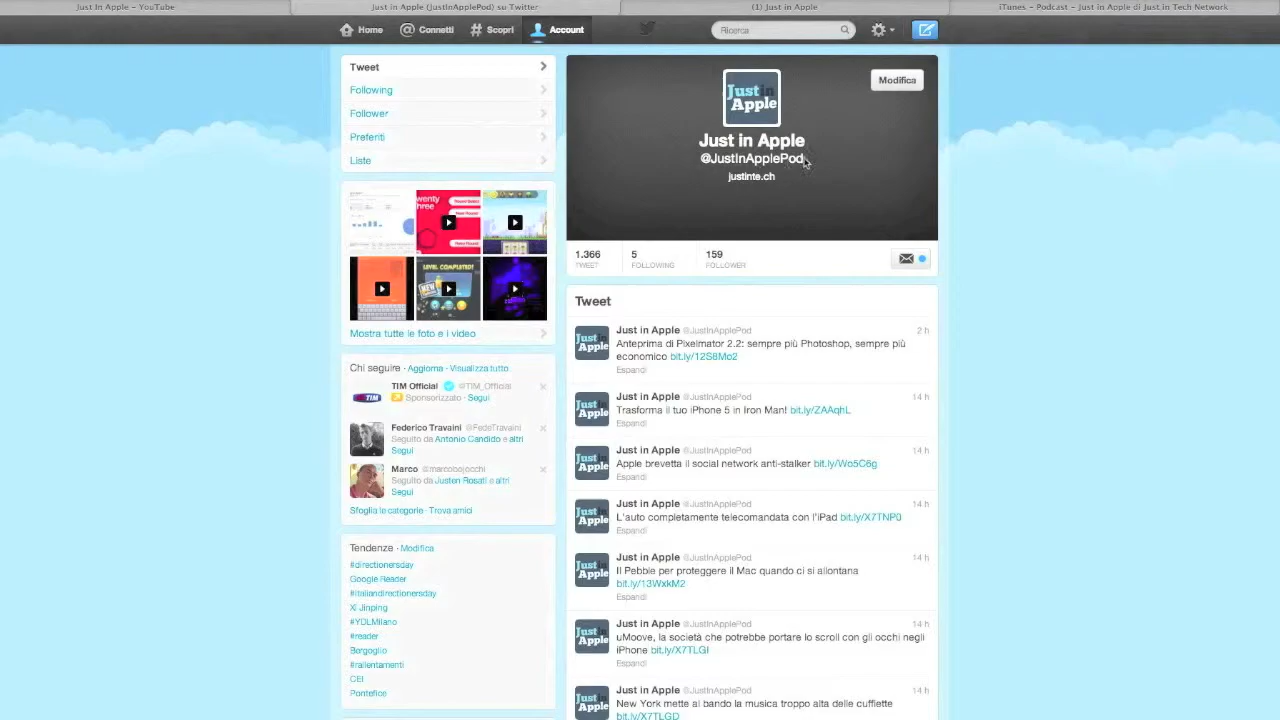 Just In Apple – YouTube
Just in Apple (JustInApplePod) su Twitter
(1) Just in Apple
iTunes – Podcast – Just in Apple di Just in Tech Network
Home
Connetti
Scopri
Account
Ricerca
Tweet
Following
Follower
Preferiti
Liste
wenty
three
LEVEL COMPLETED!
NEW
Mostra tutte le foto e i video
Chi seguire · Aggiorna · Visualizza tutto
TIM Official @TIM_Official
Sponsorizzato · Segui
TIM
Federico Travaini @FedeTravaini
Seguito da Antonio Candido e altri
Segui
Marco @marcobojocchi
Seguito da Justen Rosati e altri
Segui
Sfoglia le categorie · Trova amici
Tendenze · Modifica
#directionersday
Google Reader
#italiandirectionersday
Xi Jinping
#YDLMilano
#reader
Bergoglio
#rallentamenti
CEI
Pontefice
Modifica
Just in
Apple
Just in Apple
@JustInApplePod
justinte.ch
1.366
TWEET
5
FOLLOWING
159
FOLLOWER
Tweet
Just in Apple @JustInApplePod 2 h
Anteprima di Pixelmator 2.2: sempre più Photoshop, sempre più
economico bit.ly/12S8Mo2
Espandi
Just in Apple @JustInApplePod 14 h
Trasforma il tuo iPhone 5 in Iron Man! bit.ly/ZAAqhL
Espandi
Just in Apple @JustInApplePod 14 h
Apple brevetta il social network anti-stalker bit.ly/Wo5C6g
Espandi
Just in Apple @JustInApplePod 14 h
L'auto completamente telecomandata con l'iPad bit.ly/X7TNP0
Espandi
Just in Apple @JustInApplePod 14 h
Il Pebble per proteggere il Mac quando ci si allontana
bit.ly/13WxkM2
Espandi
Just in Apple @JustInApplePod 14 h
uMoove, la società che potrebbe portare lo scroll con gli occhi negli
iPhone bit.ly/X7TLGI
Espandi
Just in Apple @JustInApplePod 14 h
New York mette al bando la musica troppo alta delle cuffiette
bit.ly/X7TLGD